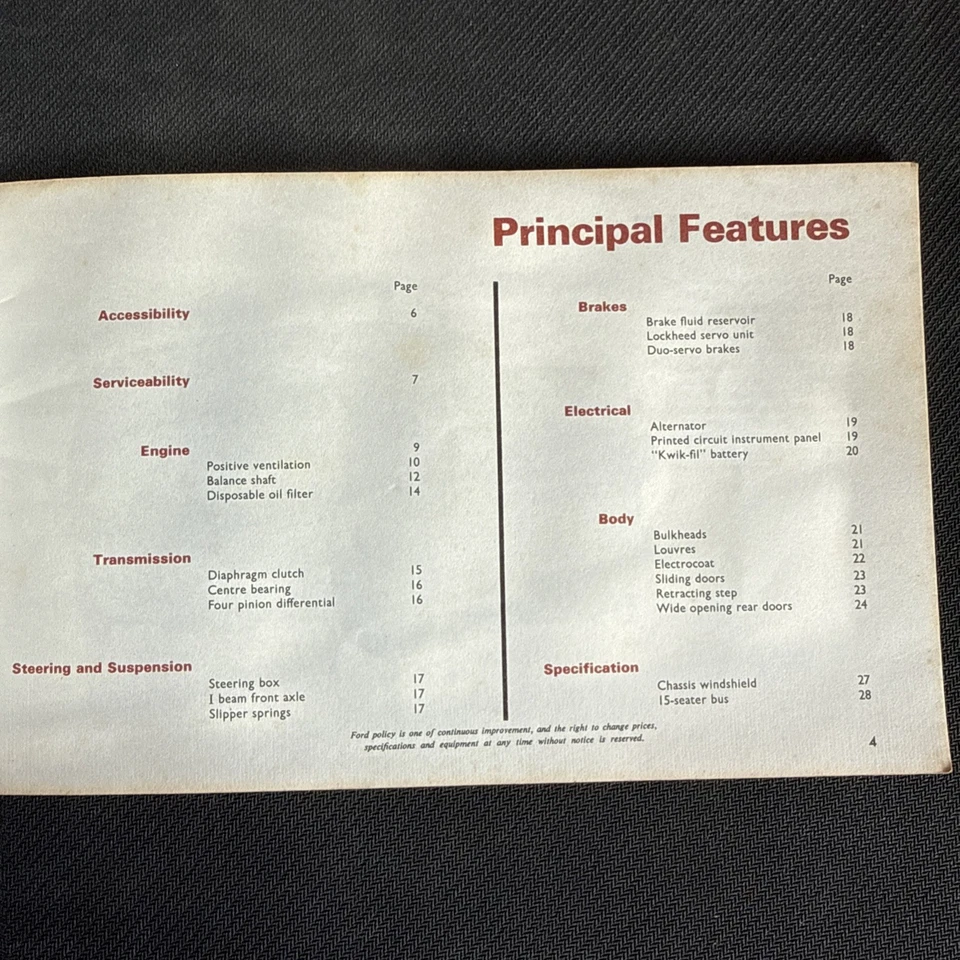 Principal Features
Page
Accessibility 6
Serviceability 7
Engine 9
Positive ventilation 10
Balance shaft 12
Disposable oil filter 14
Transmission
Diaphragm clutch 15
Centre bearing 16
Four pinion differential 16
Steering and Suspension
Steering box 17
I beam front axle 17
Slipper springs 17
Page
Brakes
Brake fluid reservoir 18
Lockheed servo unit 18
Duo-servo brakes 18
Electrical
Alternator 19
Printed circuit instrument panel 19
“Kwik-fil” battery 20
Body
Bulkheads 21
Louvres 21
Electrocoat 22
Sliding doors 23
Retracting step 23
Wide opening rear doors 24
Specification
Chassis windshield 27
15-seater bus 28
Ford policy is one of continuous improvement, and the right to change prices,
specifications and equipment at any time without notice is reserved.
4